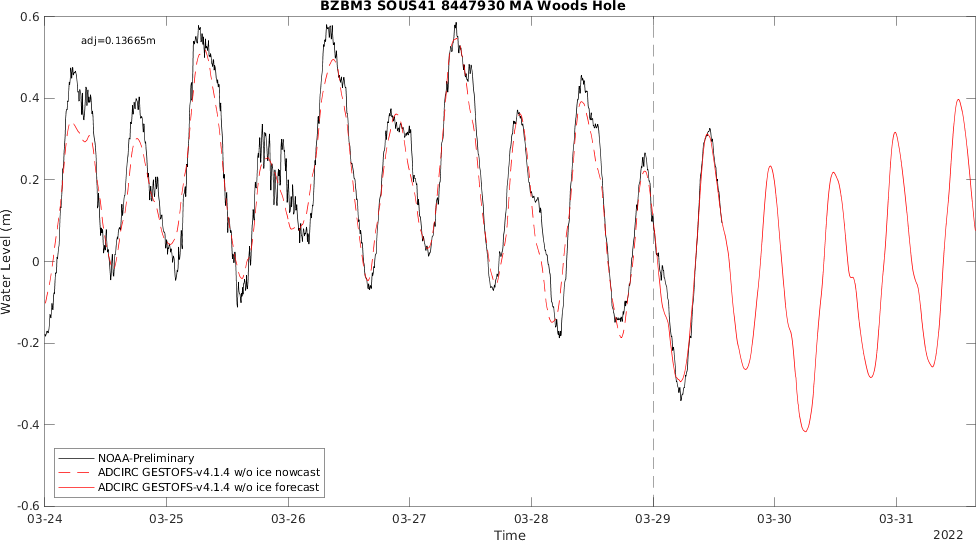 BZBM3 SOUS41 8447930 MA Woods Hole
adj=0.13665m
0.6
0.4
0.2
0
-0.2
-0.4
-0.6
Water Level (m)
NOAA-Preliminary
ADCIRC GESTOFS-v4.1.4 w/o ice nowcast
ADCIRC GESTOFS-v4.1.4 w/o ice forecast
03-24 03-25 03-26 03-27 03-28 03-29 03-30 03-31
Time
2022